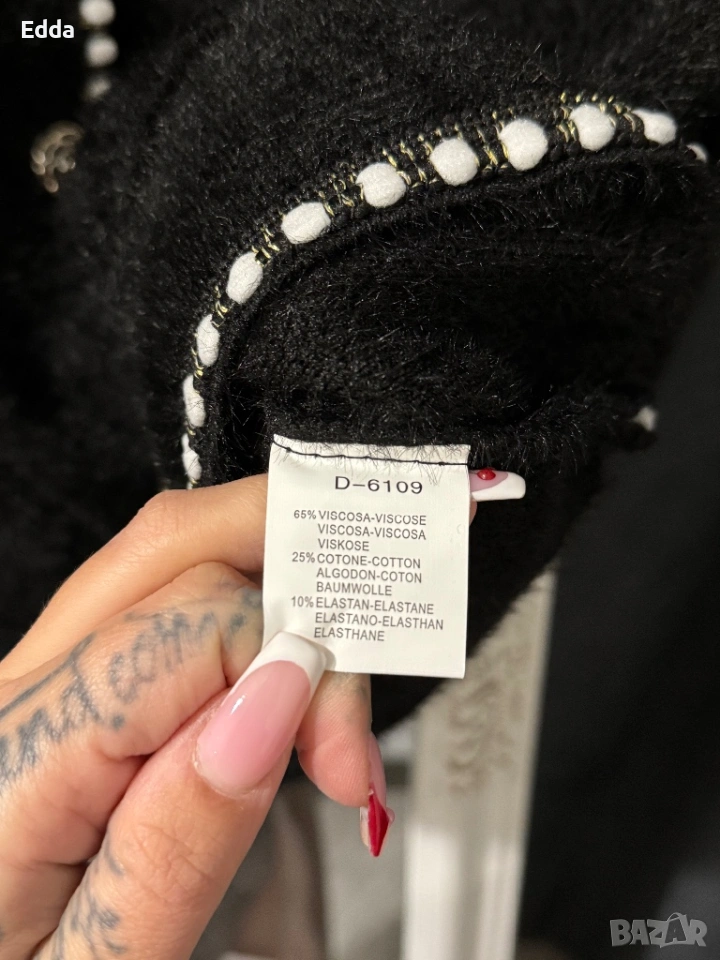 Edda
D-6109
65% VISCOSA-VISCOSE
VISCOSA-VISCOSA
VISKOSE
25% COTONE-COTTON
ALGODON-COTON
BAUMWOLLE
10% ELASTAN-ELASTANE
ELASTANO-ELASTHAN
ELASTHANE
BAZAR